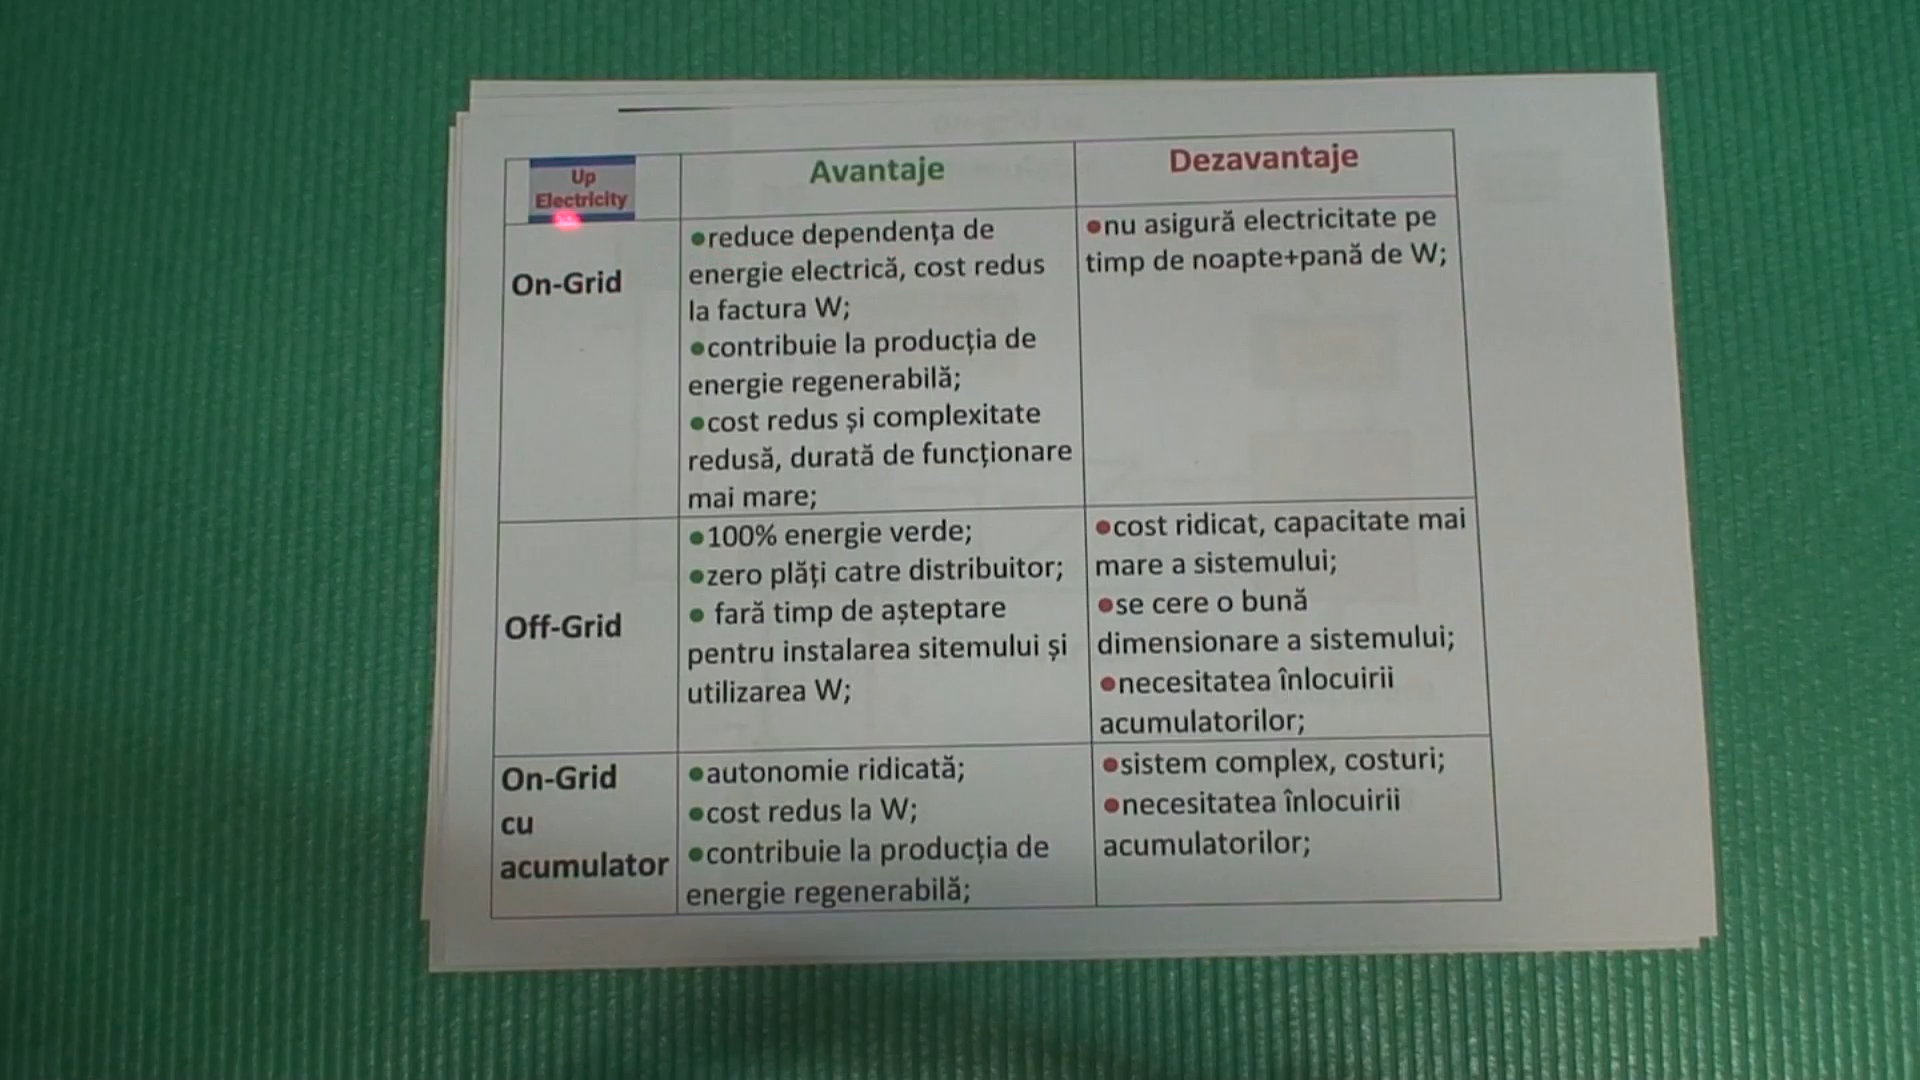 Up
Electricity
Avantaje
Dezavantaje
On-Grid
●reduce dependența de
energie electrică, cost redus
la factura W;
●contribuie la producția de
energie regenerabilă;
●cost redus și complexitate
redusă, durată de funcționare
mai mare;
●nu asigură electricitate pe
timp de noapte+pană de W;
Off-Grid
●100% energie verde;
●zero plăți catre distribuitor;
● fară timp de așteptare
pentru instalarea sitemului și
utilizarea W;
●cost ridicat, capacitate mai
mare a sistemului;
●se cere o bună
dimensionare a sistemului;
●necesitatea înlocuirii
acumulatorilor;
On-Grid
cu
acumulator
●autonomie ridicată;
●cost redus la W;
●contribuie la producția de
energie regenerabilă;
●sistem complex, costuri;
●necesitatea înlocuirii
acumulatorilor;